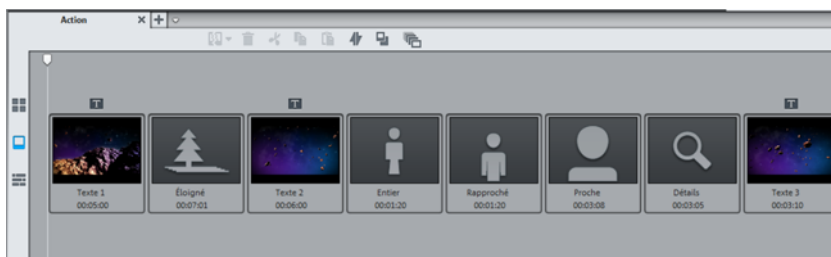 Action
T
T
T
Texte 1
00:05:00
Éloigné
00:07:01
Texte 2
00:06:00
Entier
00:01:20
Rapproché
00:01:20
Proche
00:03:08
Détails
00:03:05
Texte 3
00:03:10